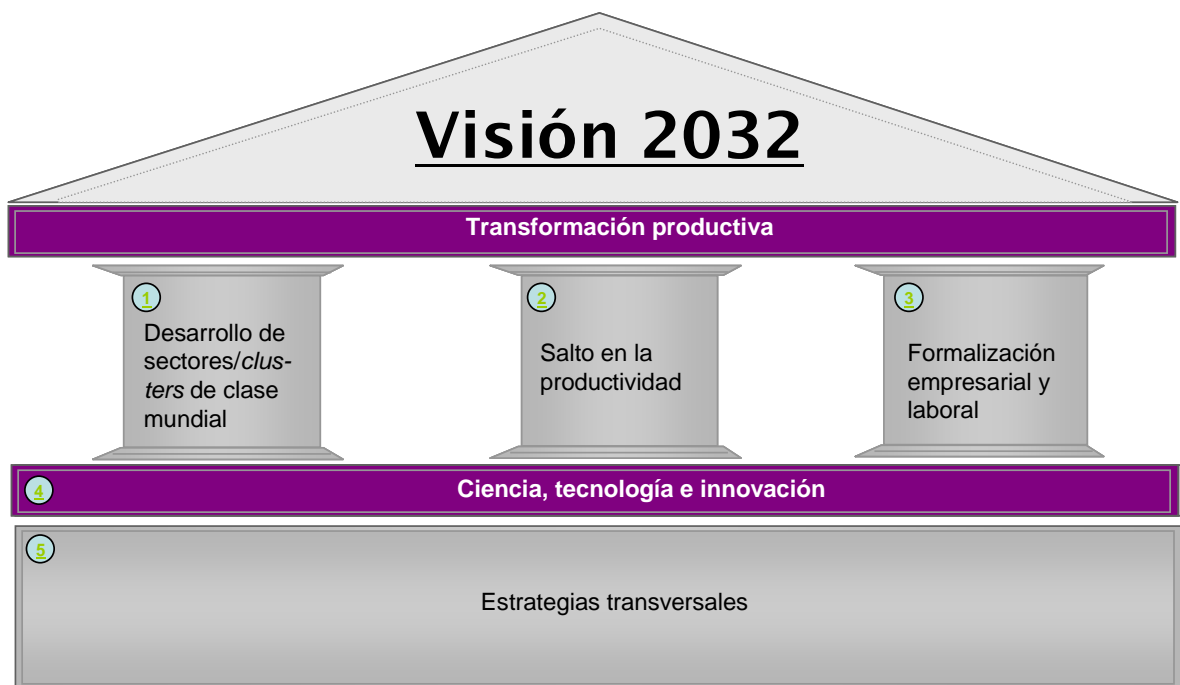 Visión 2032
Transformación productiva
1
Desarrollo de
sectores/clus-
ters de clase
mundial
2
Salto en la
productividad
3
Formalización
empresarial y
laboral
4
Ciencia, tecnología e innovación
5
Estrategias transversales